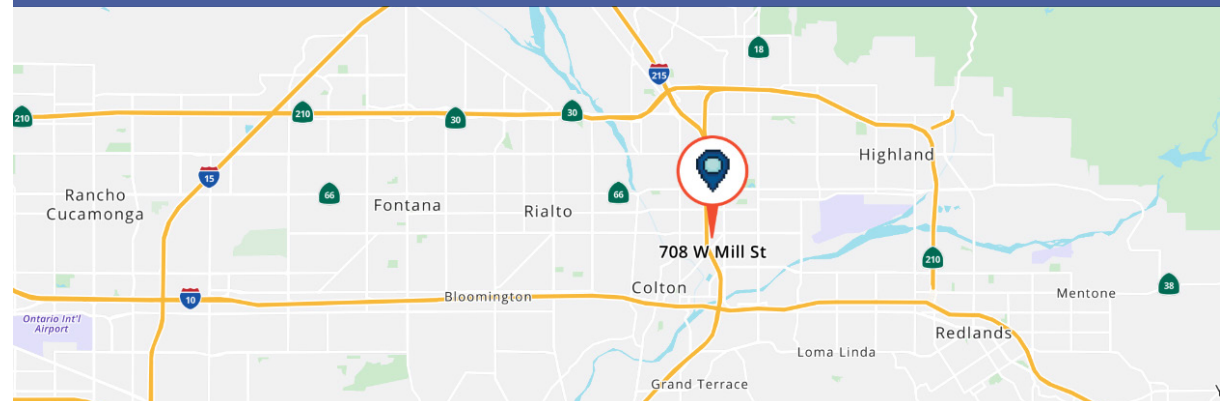 18
215
210
210
30
30
Highland
15
66
66
Rancho
Cucamonga
Fontana
Rialto
708 W Mill St
210
Colton
38
10
Bloomington
Mentone
Ontario Int'l
Airport
Redlands
Loma Linda
Grand Terrace